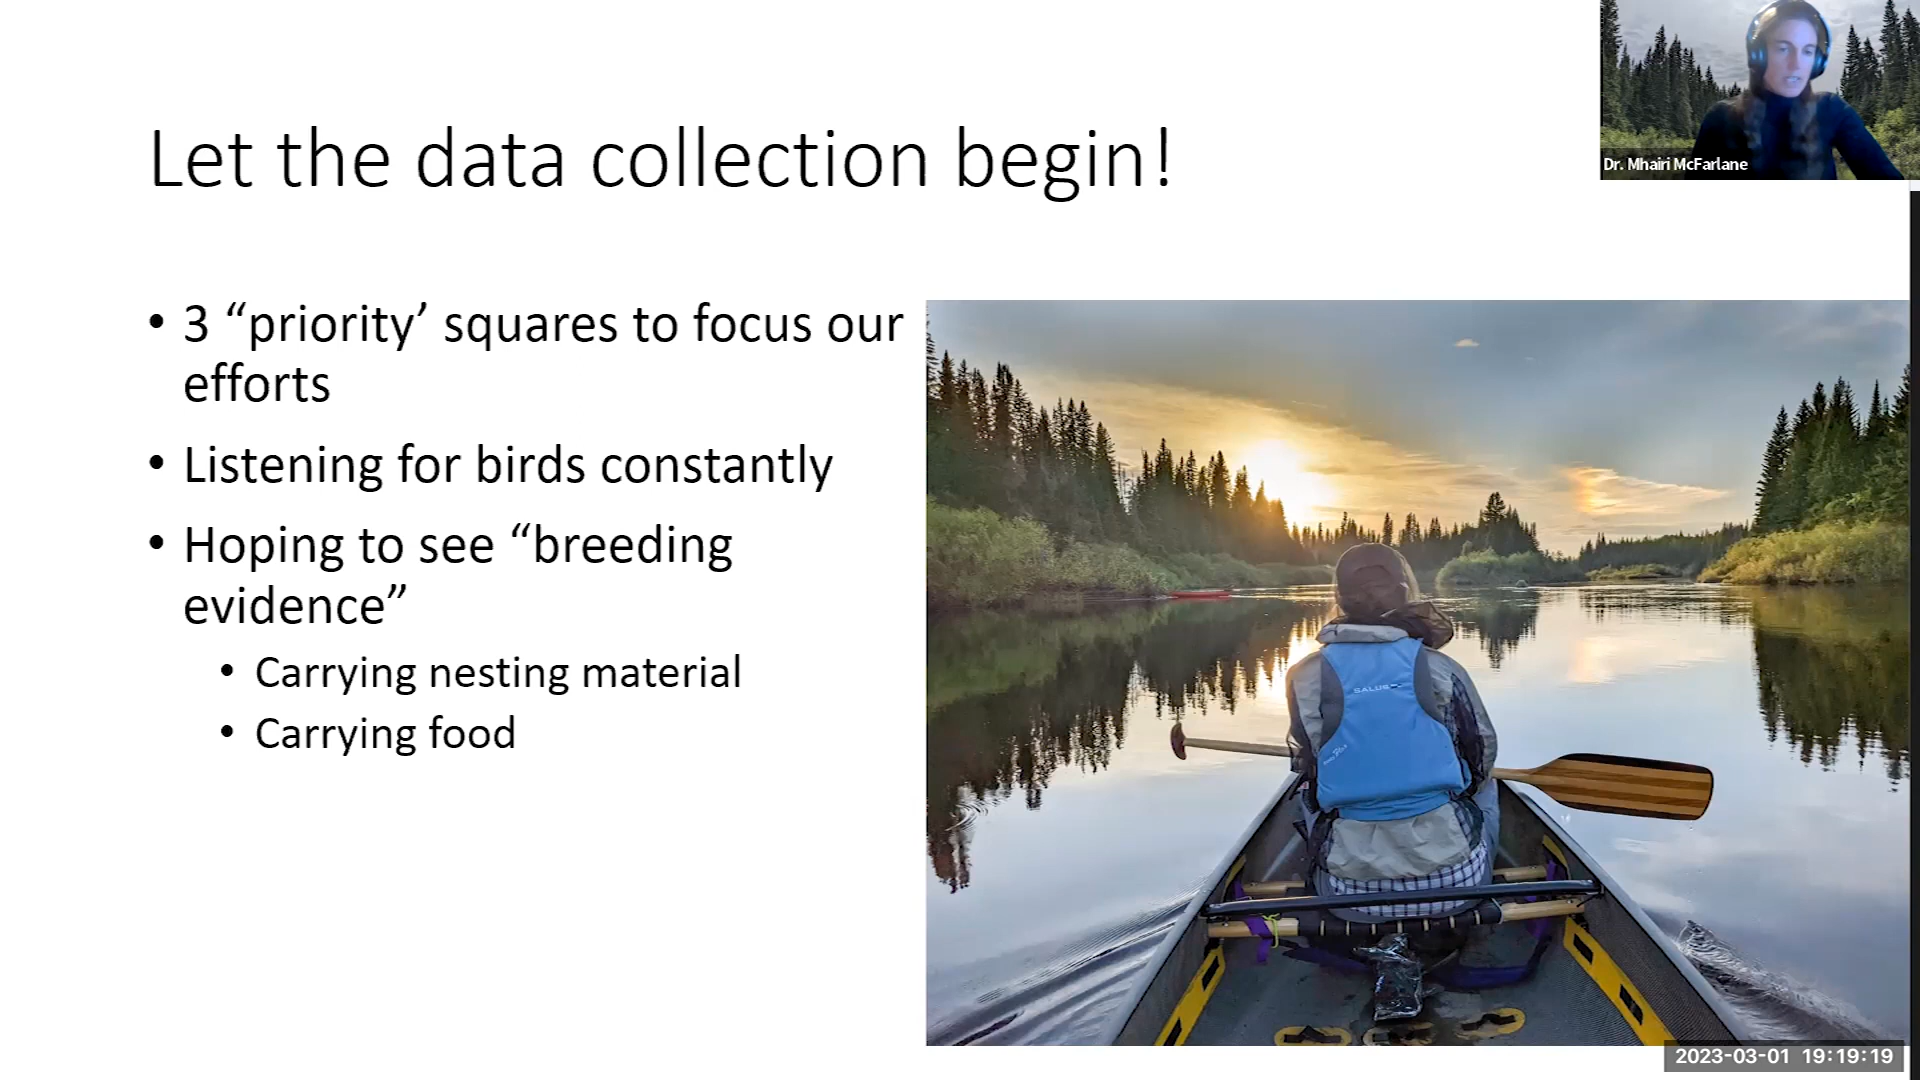 Let the data collection begin!
Dr. Mhairi McFarlane
• 3 “priority’ squares to focus our
efforts
• Listening for birds constantly
• Hoping to see “breeding
evidence”
• Carrying nesting material
• Carrying food
SALUS
2023-03-01 19:19:19